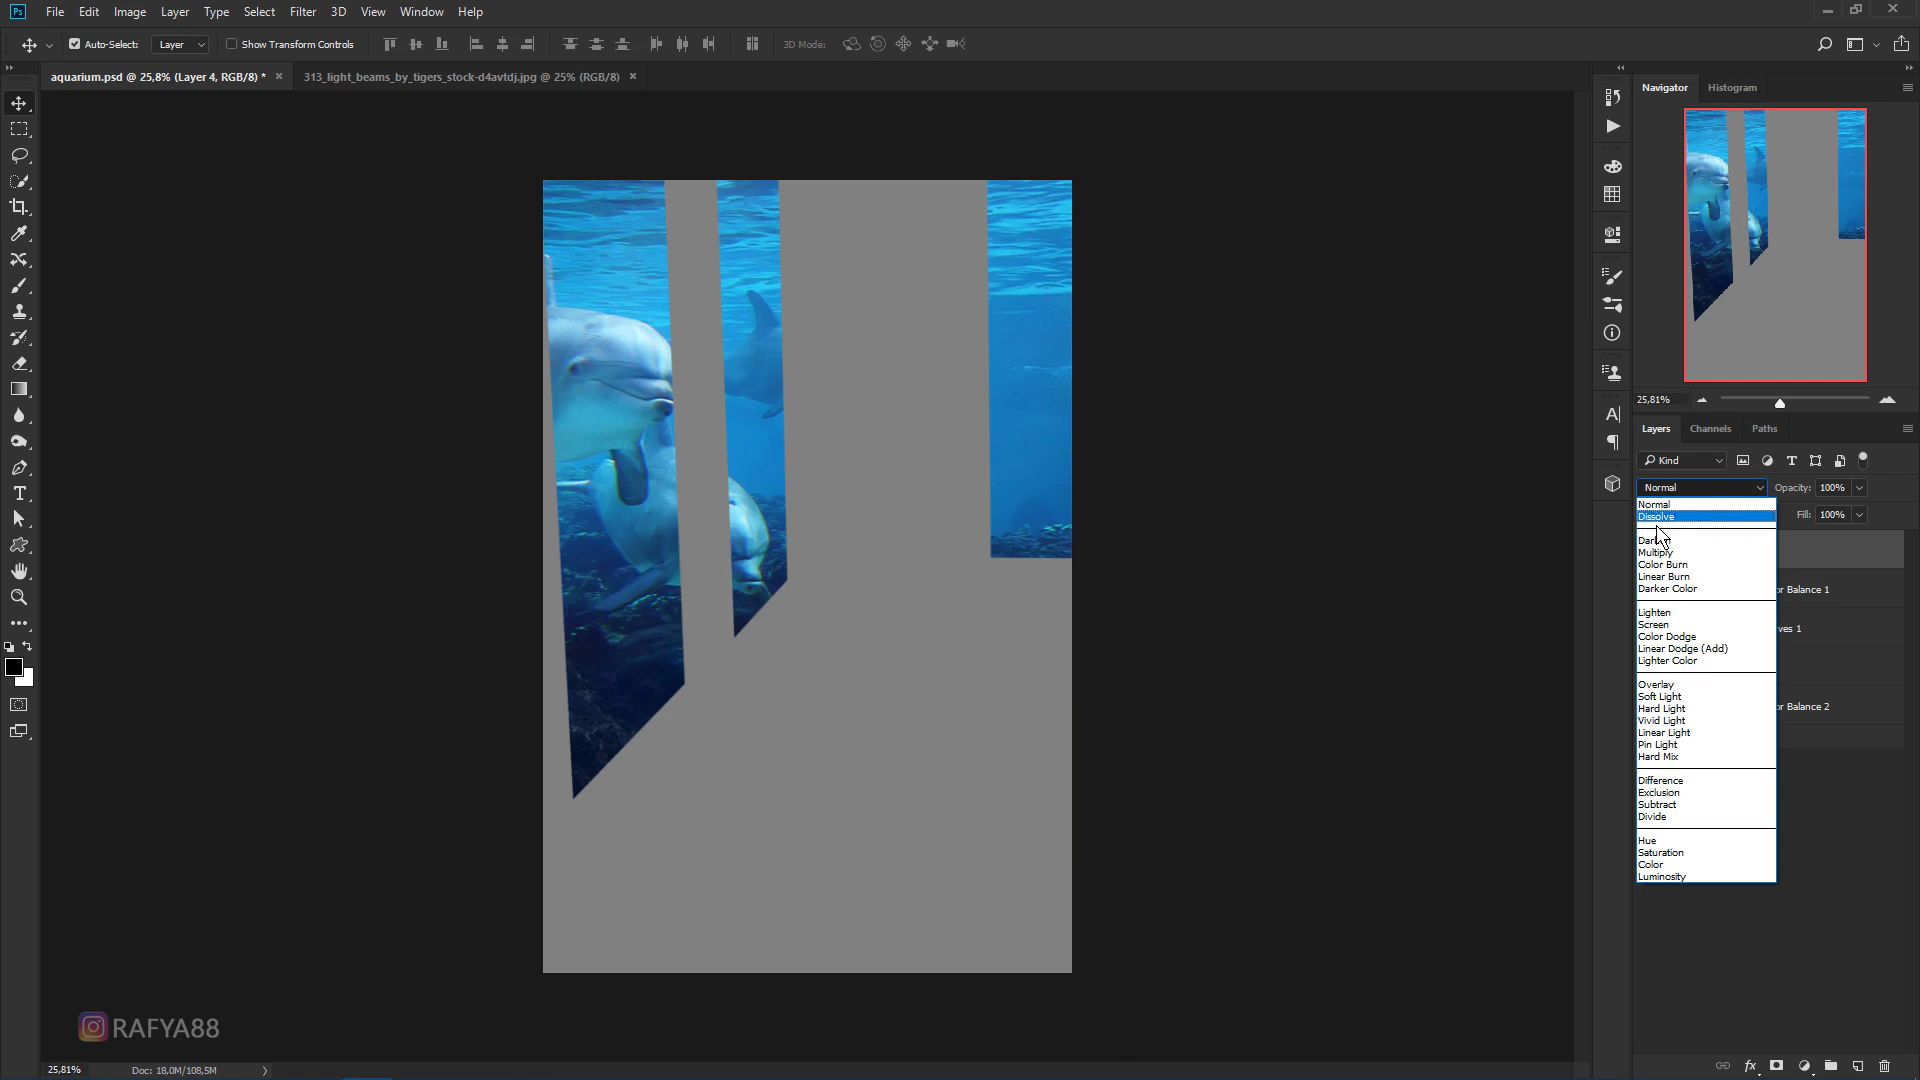 Ps File Edit Image Layer Type Select Filter 3D View Window Help
Auto-Select: Layer Show Transform Controls 3D Mode:
aquarium.psd @ 25,8% (Layer 4, RGB/8) * × 313_light_beams_by_tigers_stock-d4avtdj.jpg @ 25% (RGB/8) ×
Navigator Histogram
25,81%
Layers Channels Paths
Kind
Normal Opacity: 100%
Fill: 100%
Normal
Dissolve
Multiply
Color Burn
Linear Burn
Darker Color
Lighten
Screen
Color Dodge
Linear Dodge (Add)
Lighter Color
Overlay
Soft Light
Hard Light
Vivid Light
Linear Light
Pin Light
Hard Mix
Difference
Exclusion
Subtract
Divide
Hue
Saturation
Color
Luminosity
or Balance 1
ves 1
or Balance 2
RAFYA88
25,81% Doc: 18,0M/108,5M